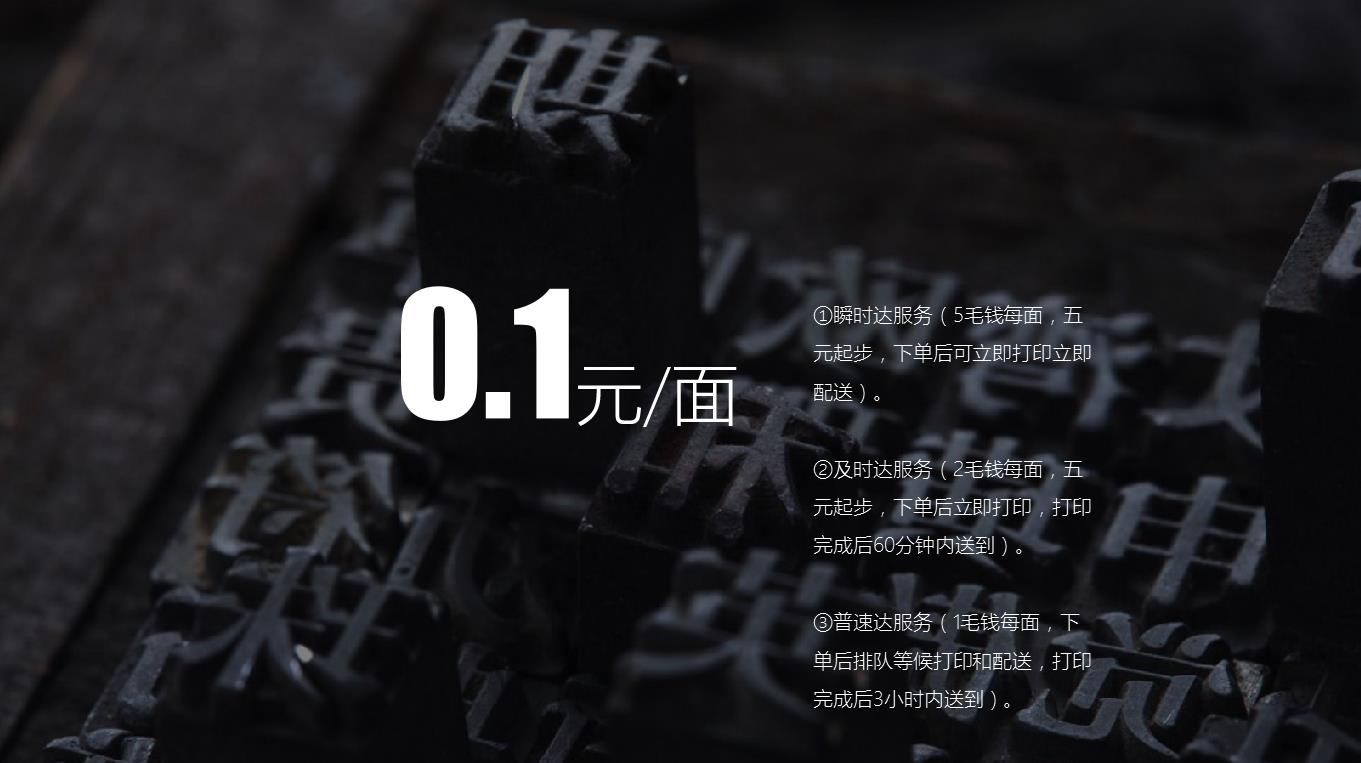 0.1元/面
①瞬时达服务（5毛钱每面，五
元起步，下单后可立即打印立即
配送）。
②及时达服务（2毛钱每面，五
元起步，下单后立即打印，打印
完成后60分钟内送到）。
③普速达服务（1毛钱每面，下
单后排队等候打印和配送，打印
完成后3小时内送到）。